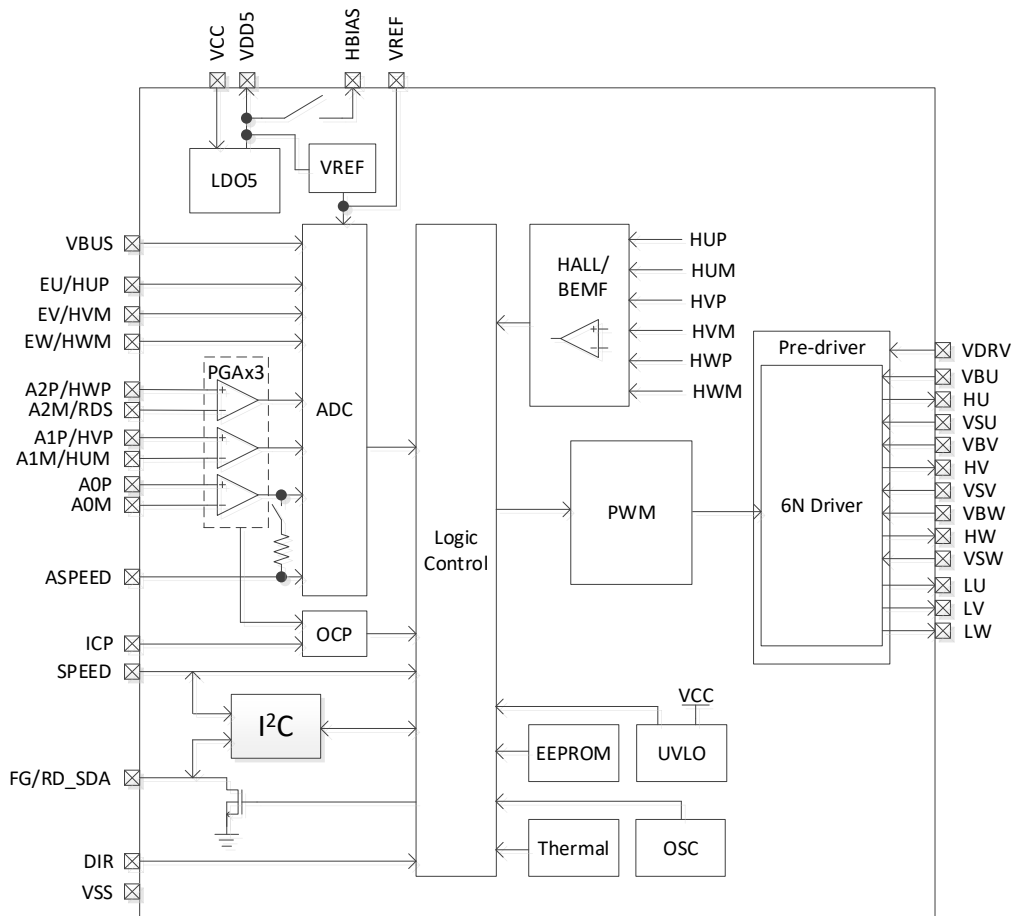 VCC
VDD5
HBIAS
VREF
LDO5
VREF
VBUS
EU/HUP
EV/HVM
EW/HWM
PGAx3
A2P/HWP
A2M/RDS
A1P/HVP
A1M/HUM
A0P
A0M
+
−
+
−
+
−
ADC
ASPEED
ICP
OCP
SPEED
I²C
FG/RD_SDA
DIR
VSS
Logic
Control
HALL/
BEMF
+
−
HUP
HUM
HVP
HVM
HWP
HWM
PWM
Pre-driver
6N Driver
VDRV
VBU
HU
VSU
VBV
HV
VSV
VBW
HW
VSW
LU
LV
LW
VCC
EEPROM
UVLO
Thermal
OSC